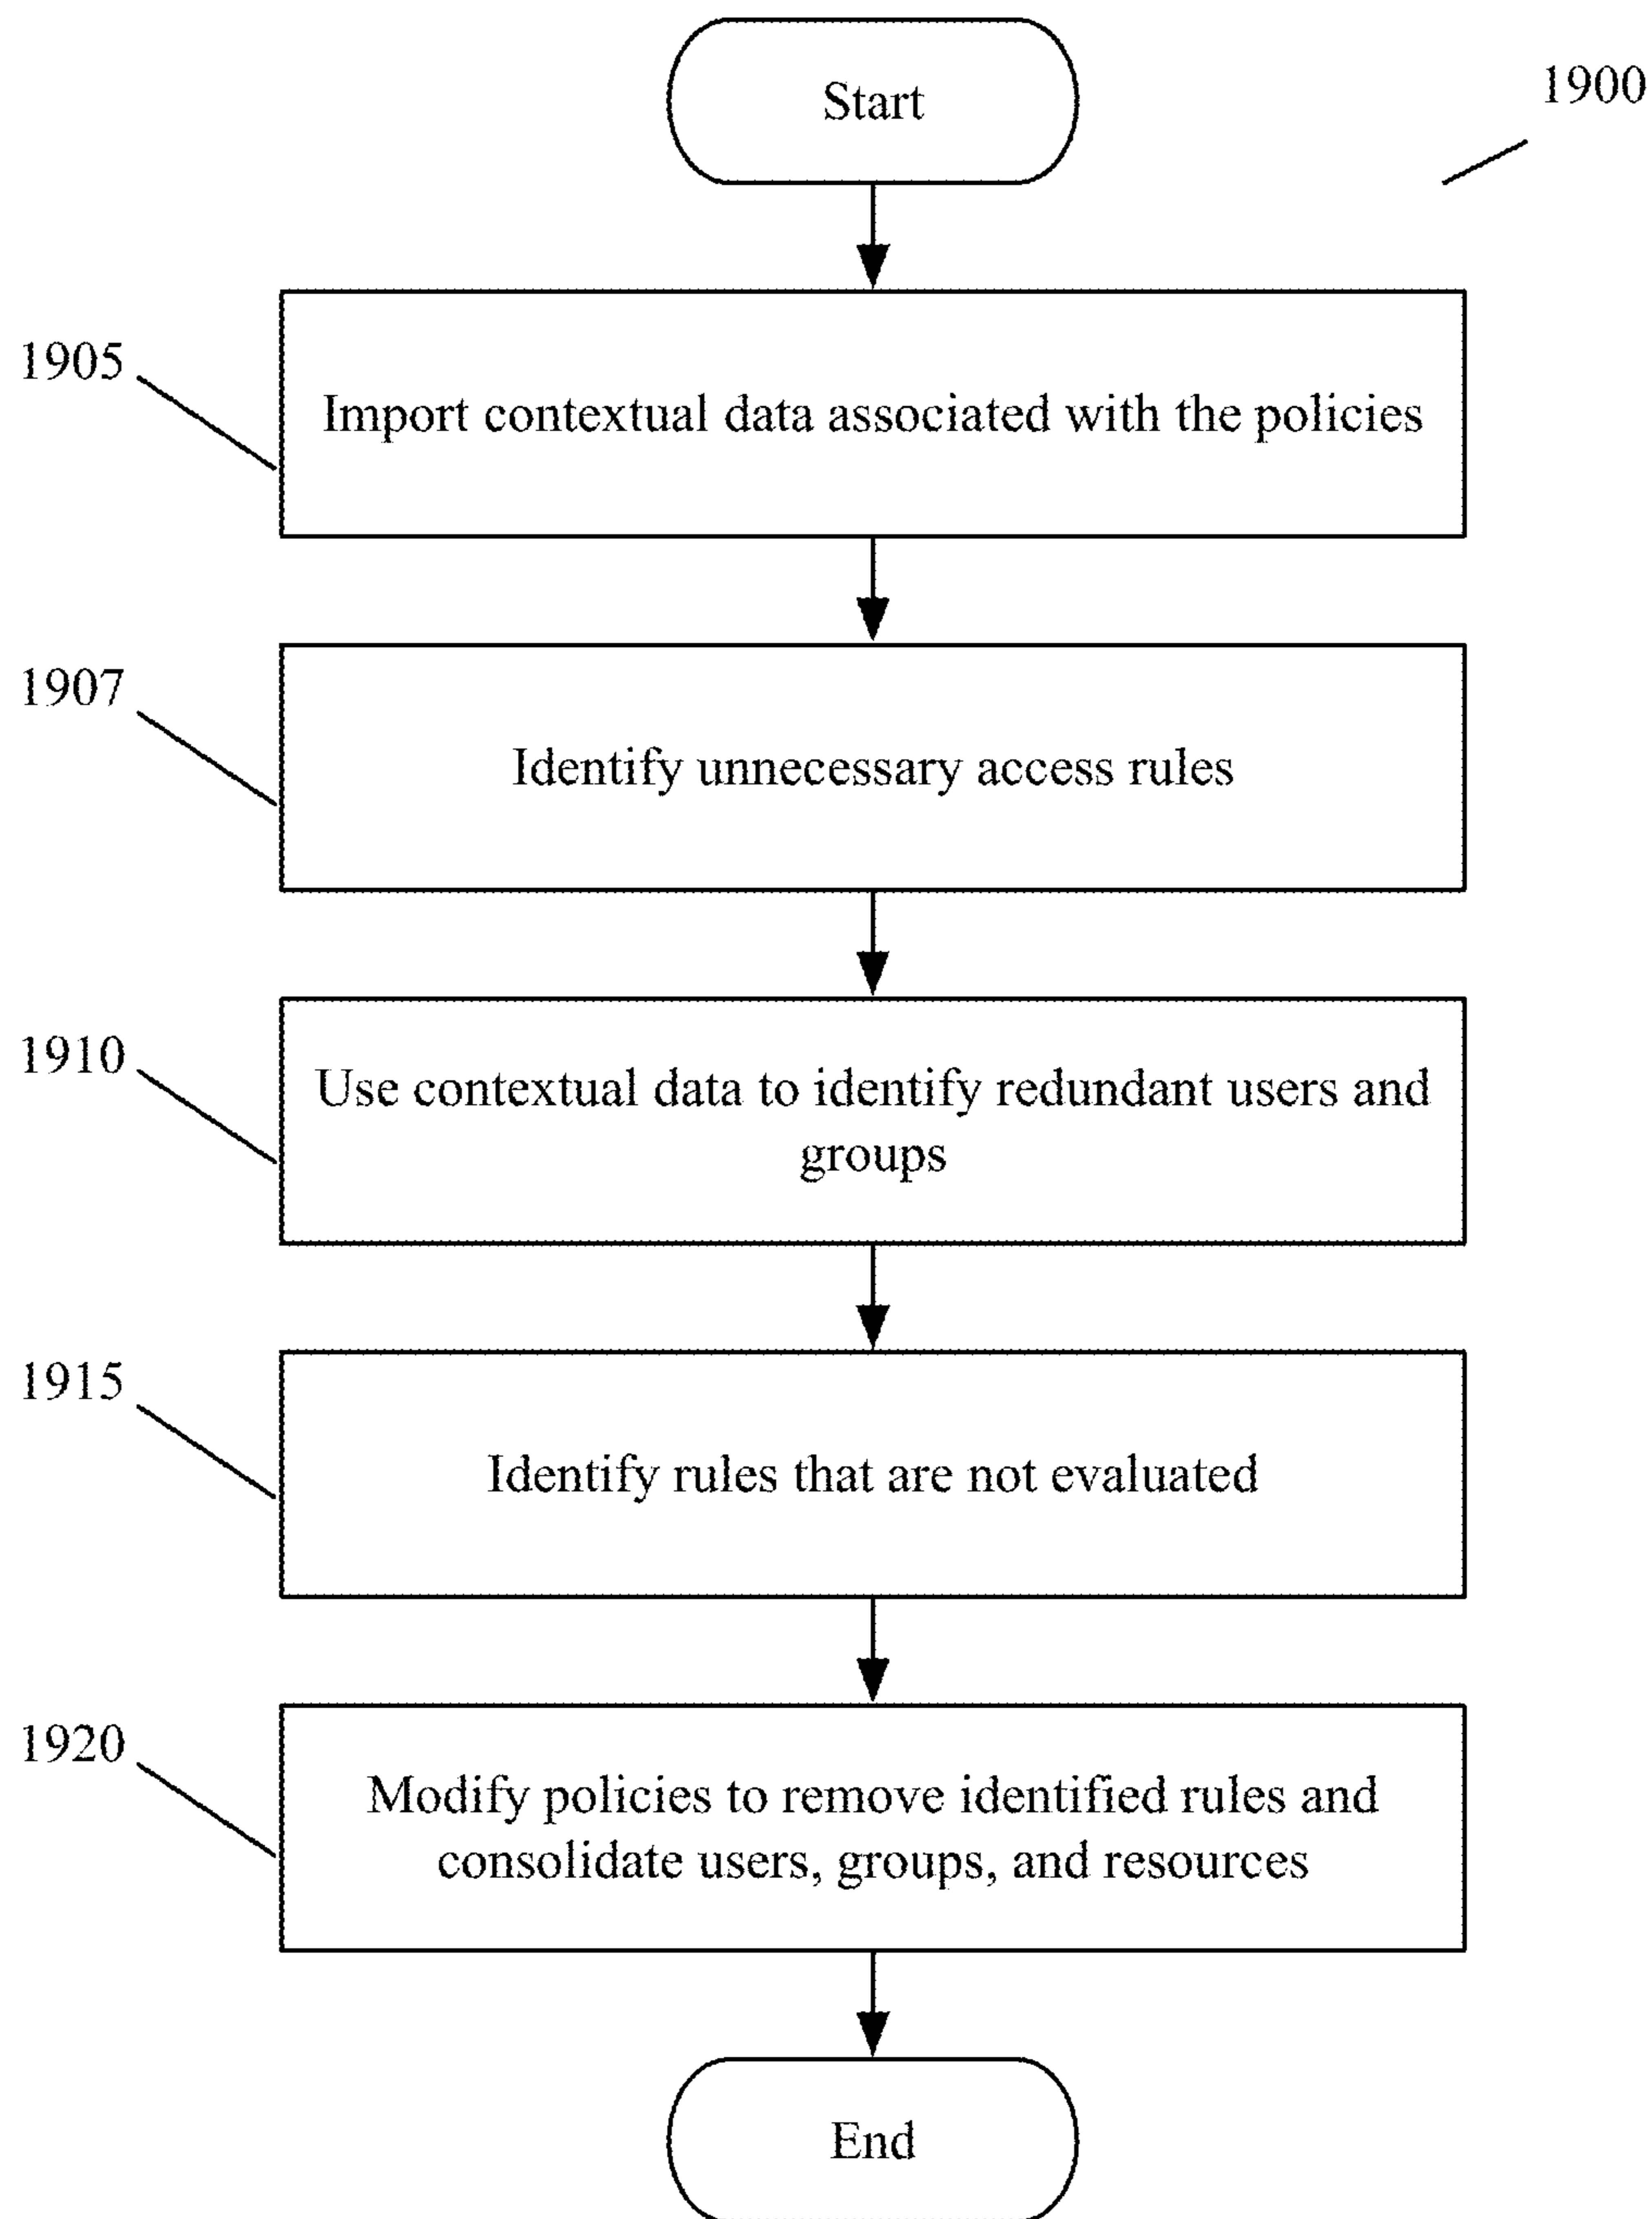 Start
1900
1905
Import contextual data associated with the policies
1907
Identify unnecessary access rules
1910
Use contextual data to identify redundant users and
groups
1915
Identify rules that are not evaluated
1920
Modify policies to remove identified rules and
consolidate users, groups, and resources
End